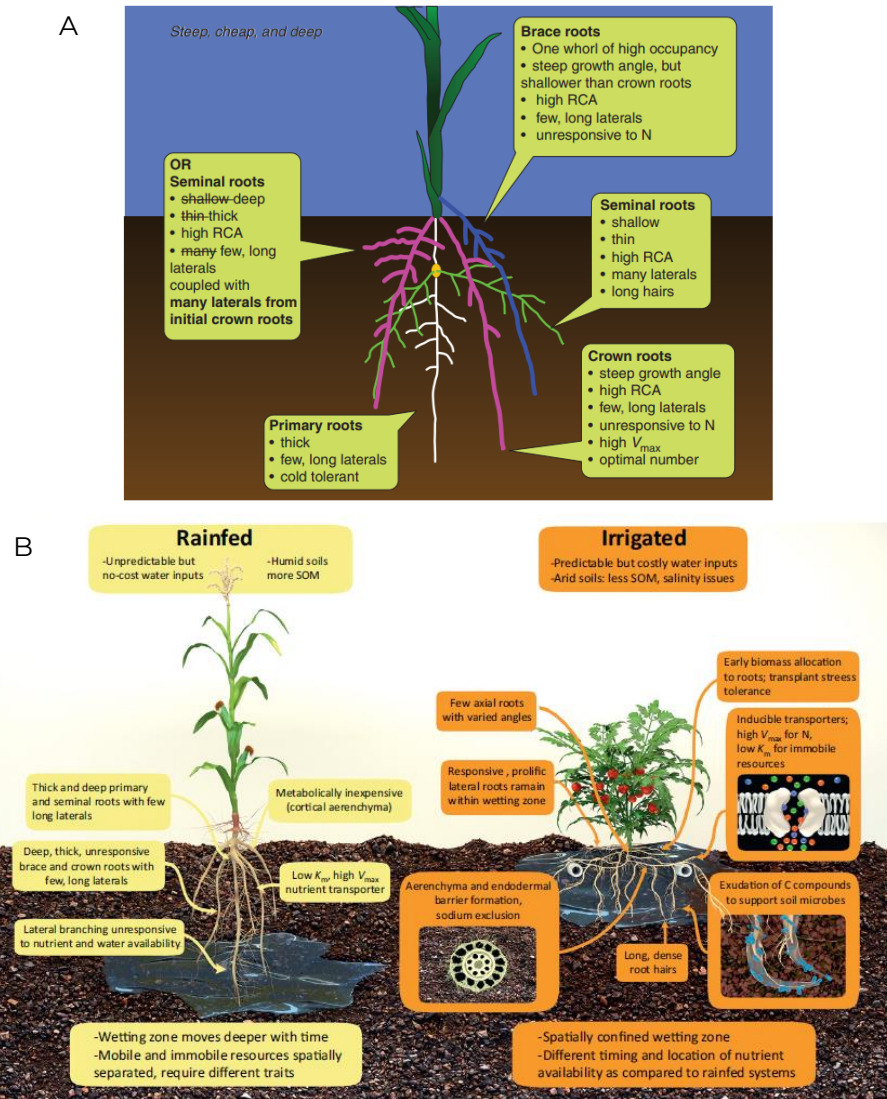 A
Steep, cheap, and deep
Brace roots
• One whorl of high occupancy
• steep growth angle, but
shallower than crown roots
• high RCA
• few, long laterals
• unresponsive to N
OR
Seminal roots
• shallow deep
• thin thick
• high RCA
• many few, long
laterals
coupled with
many laterals from
initial crown roots
Seminal roots
• shallow
• thin
• high RCA
• many laterals
• long hairs
Crown roots
• steep growth angle
• high RCA
• few, long laterals
• unresponsive to N
• high Vmax
• optimal number
Primary roots
• thick
• few, long laterals
• cold tolerant
B
Rainfed
-Unpredictable but
no-cost water inputs
-Humid soils
more SOM
Irrigated
-Predictable but costly water inputs
-Arid soils: less SOM, salinity issues
Thick and deep primary
and seminal roots with few
long laterals
Metabolically inexpensive
(cortical aerenchyma)
Deep, thick, unresponsive
brace and crown roots with
few, long laterals
Low Km, high Vmax
nutrient transporter
Lateral branching unresponsive
to nutrient and water availability
-Wetting zone moves deeper with time
-Mobile and immobile resources spatially
separated, require different traits
Few axial roots
with varied angles
Early biomass allocation
to roots; transplant streess
tolerance
Responsive , prolific
lateral roots ramain
within wetting zone
Inducible transporters;
high Vmax for N,
low Km for immobile
resources
Aerenchyma and endodermal
barrier formation,
sodium exclusion
Long, dense
root hairs
Exudation of C compounds
to support soil microbes
-Spatially confined wetting zone
-Different timing and location of nutrient
availability as compared to rainfed systems